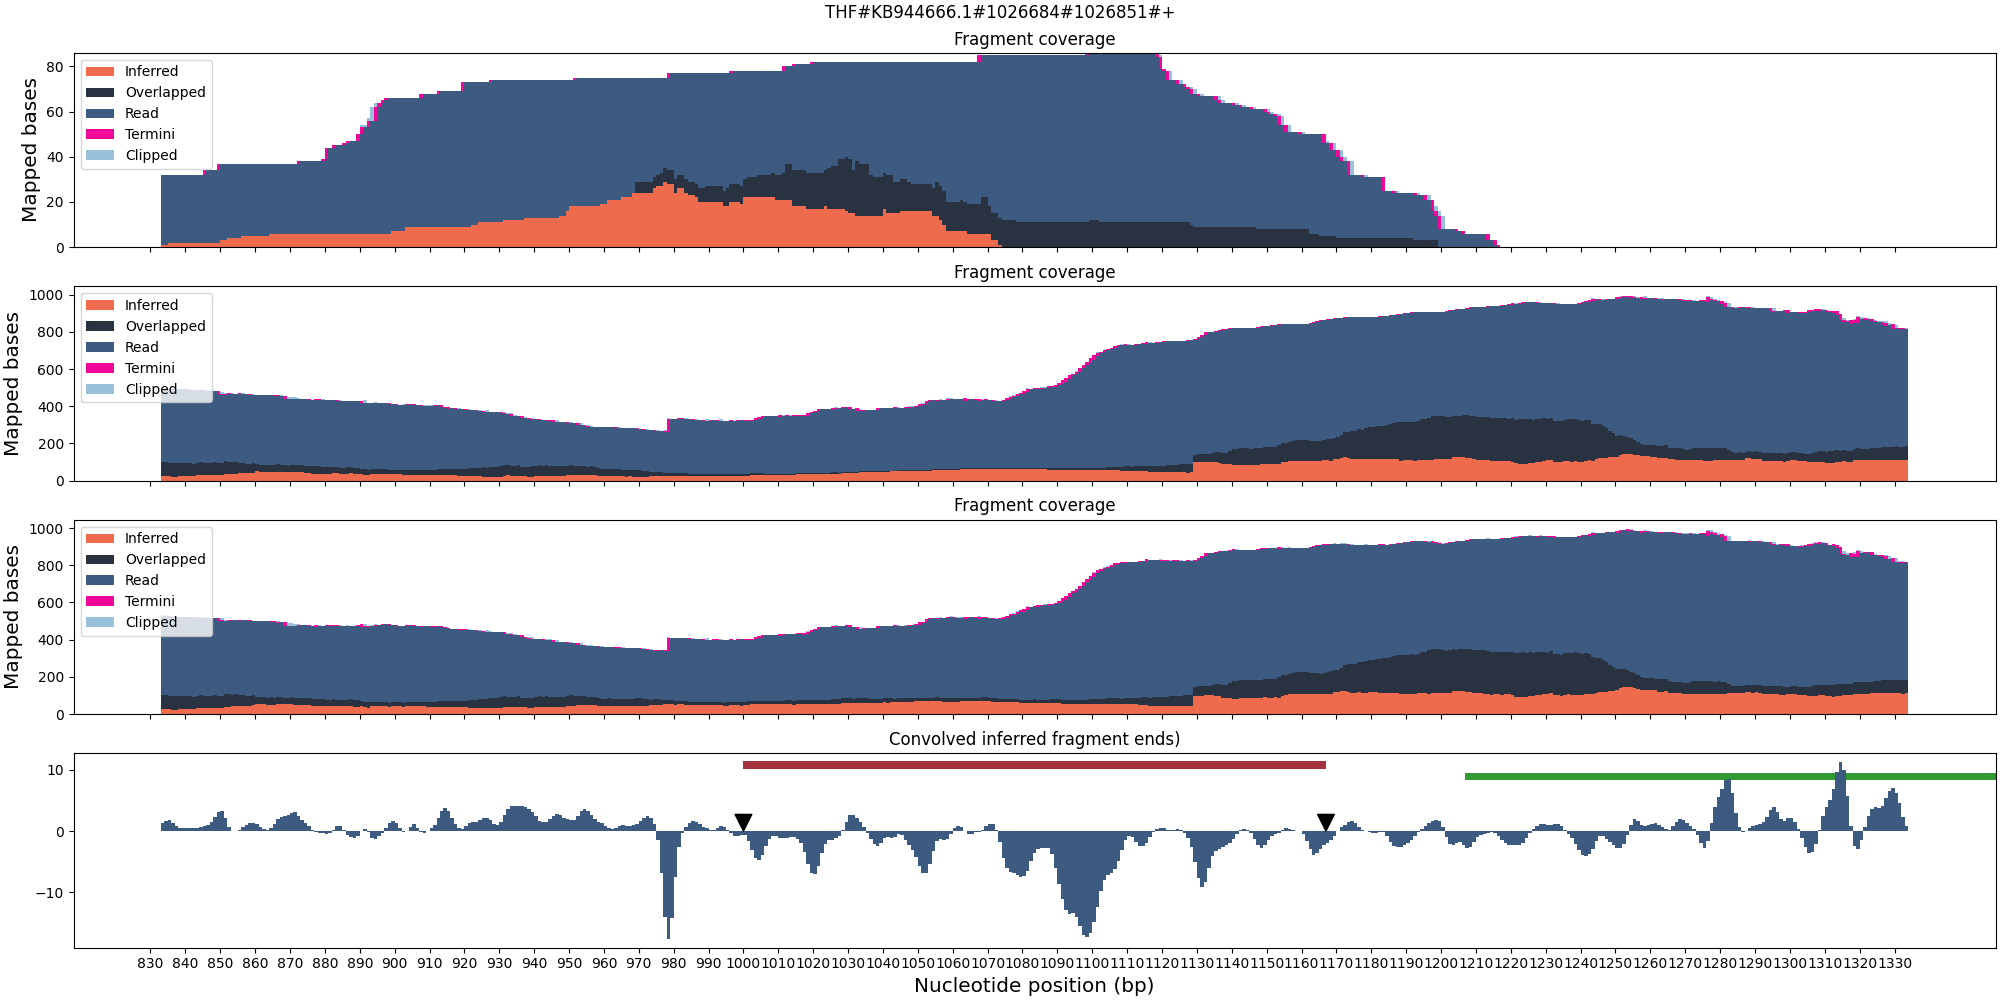 THF#KB944666.1#1026684#1026851#+
Fragment coverage
Mapped bases
80
60
40
20
0
Inferred
Overlapped
Read
Termini
Clipped
Fragment coverage
Mapped bases
1000
800
600
400
200
0
Inferred
Overlapped
Read
Termini
Clipped
Fragment coverage
Mapped bases
1000
800
600
400
200
0
Inferred
Overlapped
Read
Termini
Clipped
Convolved inferred fragment ends)
10
0
−10
830 840 850 860 870 880 890 900 910 920 930 940 950 960 970 980 990 1000 1010 1020 1030 1040 1050 1060 1070 1080 1090 1100 1110 1120 1130 1140 1150 1160 1170 1180 1190 1200 1210 1220 1230 1240 1250 1260 1270 1280 1290 1300 1310 1320 1330
Nucleotide position (bp)